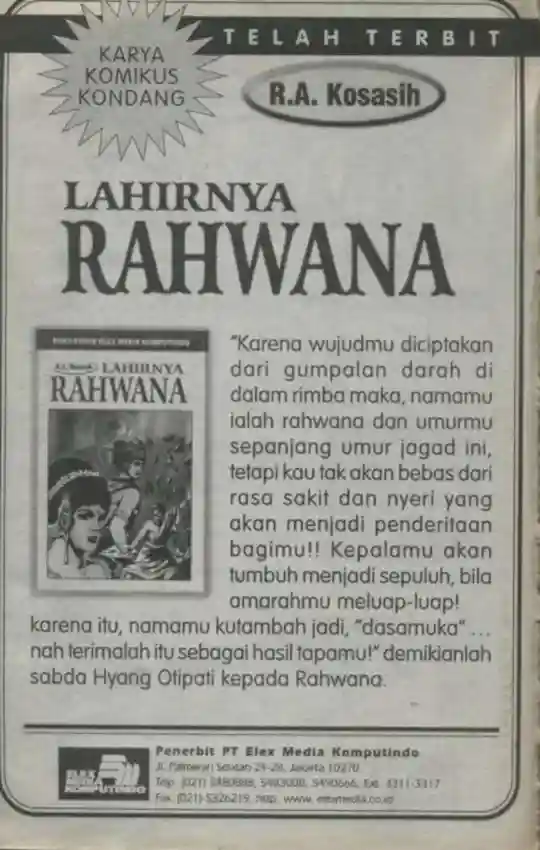 TELAH TERBIT
KARYA
KOMIKUS
KONDANG
R.A. Kosasih
LAHIRNYA
RAHWANA
LAHIRNYA
RAHWANA
"Karena wujudmu diciptakan
dari gumpalan darah di
dalam rimba maka, namamu
ialah rahwana dan umurmu
sepanjang umur jagad ini,
tetapi kau tak akan bebas dari
rasa sakit dan nyeri yang
akan menjadi penderitaan
bagimu!! Kepalamu akan
tumbuh menjadi sepuluh, bila
amarahmu meluap-luap!
karena itu, namamu kutambah jadi, "dasamuka" ...
nah terimalah itu sebagai hasil tapamu!" demikianlah
sabda Hyang Otipati kepada Rahwana.
ELEX
MEDIA
KOMPUTINDO
Penerbit PT Elex Media Komputindo
Jl. Palmerah Selatan 24-28, Jakarta 10270
Telp. (021) 5483008, 5490666, Ext. 3311-3317
Fax. (021) 5326219 http. www. elexmedia.co.id